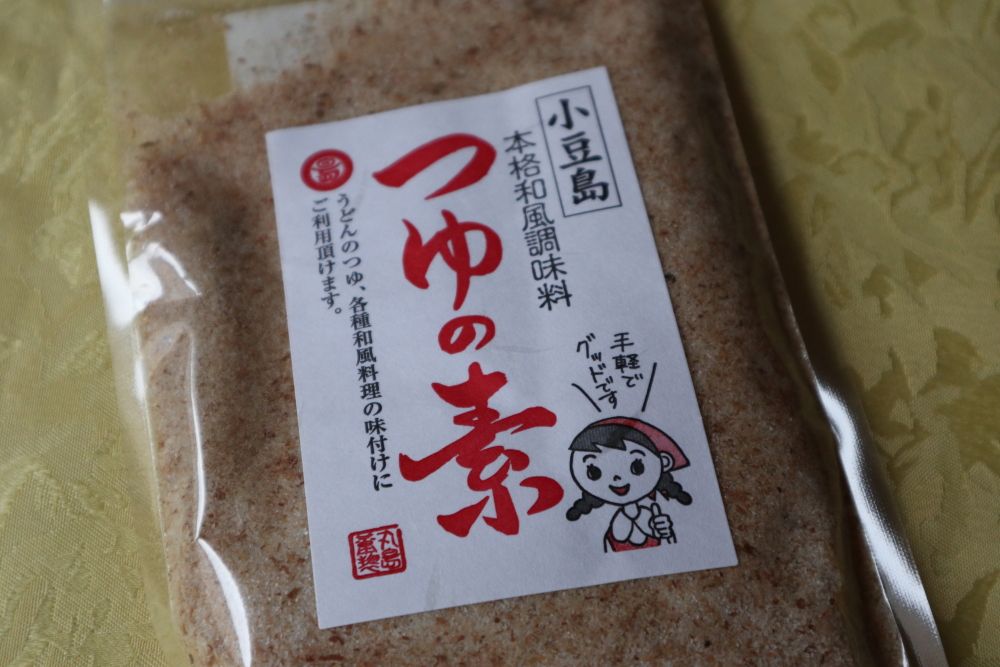 小豆島
本格和風調味料
つゆの素
うどんのつゆ、各種和風料理の味付けに
ご利用頂けます。
手軽で
グッドです
丸島